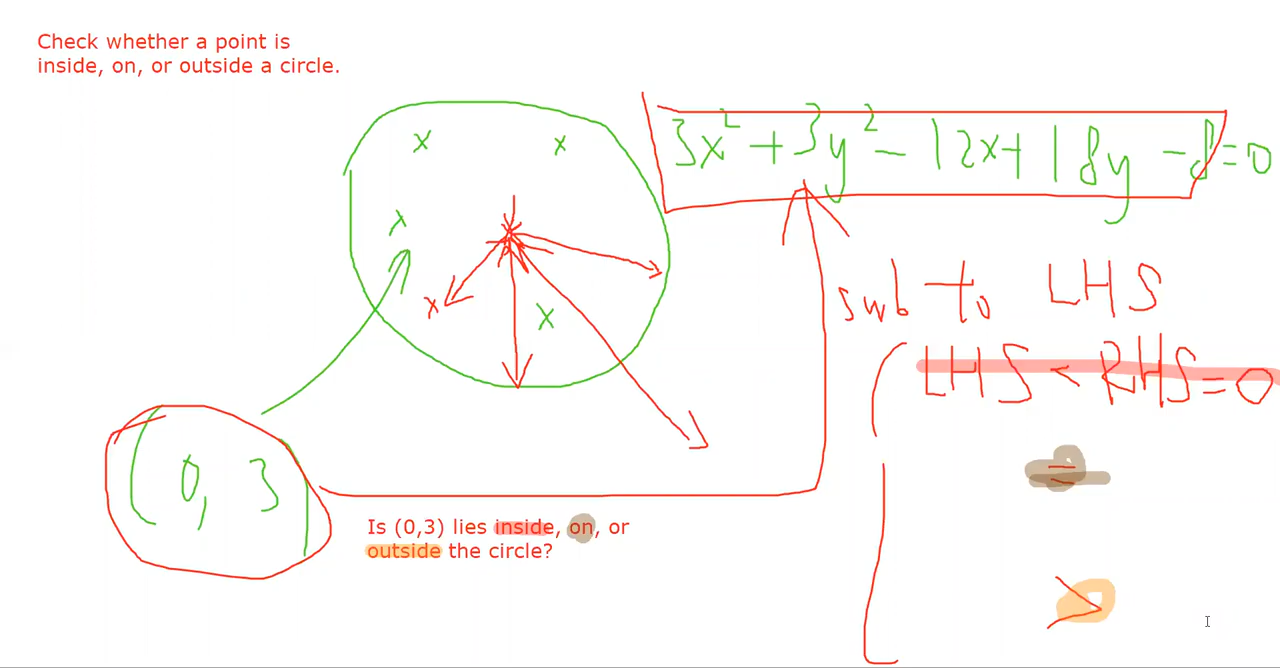 Check whether a point is
inside, on, or outside a circle.
x x
x
x x
3x² + 3y² - 12x + 18y - 8 = 0
sub to LHS
LHS < RHS = 0
=
>
(0, 3)
Is (0,3) lies inside, on, or
outside the circle?